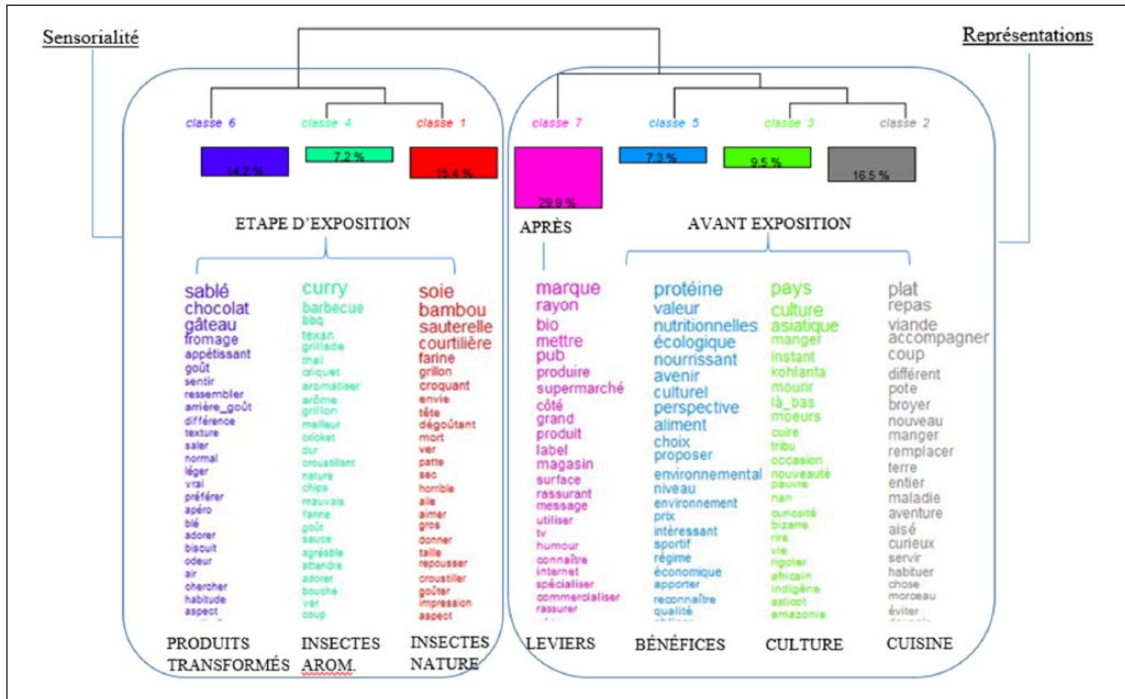 Sensorialité
Représentations
classe 6
classe 4
classe 1
classe 7
classe 5
classe 3
classe 2
14.2 %
7.2 %
15.4 %
29.9 %
7.3 %
9.5 %
16.5 %
ETAPE D'EXPOSITION
APRÈS
AVANT EXPOSITION
sablé
chocolat
gâteau
fromage
appétissant
goût
sentir
ressembler
arrière_goût
différence
texture
saler
normal
léger
vrai
préférer
apéro
blé
adorer
biscuit
odeur
air
chercher
habitude
aspect
curry
barbecue
bbq
texan
grillade
thaï
criquet
aromatiser
arôme
grillon
meilleur
cricket
dur
croustillant
nature
chips
mauvais
farine
goût
sauce
agréable
attendre
adorer
bouche
ver
coup
soie
bambou
sauterelle
courtilière
farine
grillon
croquant
envie
tête
dégoûtant
mort
ver
patte
sec
horrible
aile
aimer
gros
donner
taille
repousser
croustiller
goûter
impression
aspect
marque
rayon
bio
mettre
pub
produire
supermarché
côté
grand
produit
label
magasin
surface
rassurant
message
utiliser
tv
humour
connaître
internet
spécialiser
commercialiser
rassurer
protéine
valeur
nutritionnelles
écologique
nourrissant
avenir
culturel
perspective
aliment
choix
proposer
environnemental
niveau
environnement
prix
intéressant
sportif
régime
économique
apporter
reconnaître
qualité
pays
culture
asiatique
manger
instant
kohlanta
mourir
là_bas
moeurs
cuire
tribu
occasion
nouveauté
pauvre
nan
curiosité
bizarre
rire
vie
rigoler
africain
indigène
asticot
amazonie
plat
repas
viande
accompagner
coup
différent
pote
broyer
nouveau
manger
remplacer
terre
entier
maladie
aventure
aisé
curieux
servir
habituer
chose
morceau
éviter
PRODUITS
TRANSFORMÉS
INSECTES
AROM.
INSECTES
NATURE
LEVIERS
BÉNÉFICES
CULTURE
CUISINE